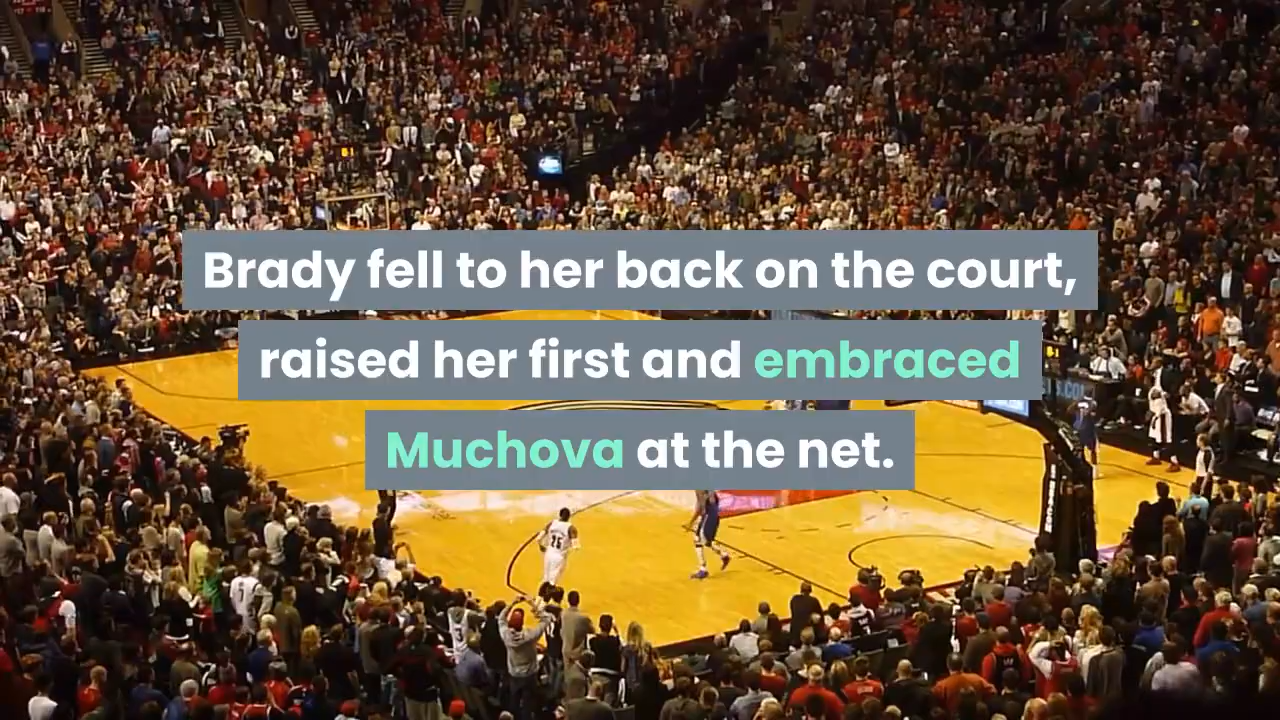 Brady fell to her back on the court,
raised her first and embraced
Muchova at the net.